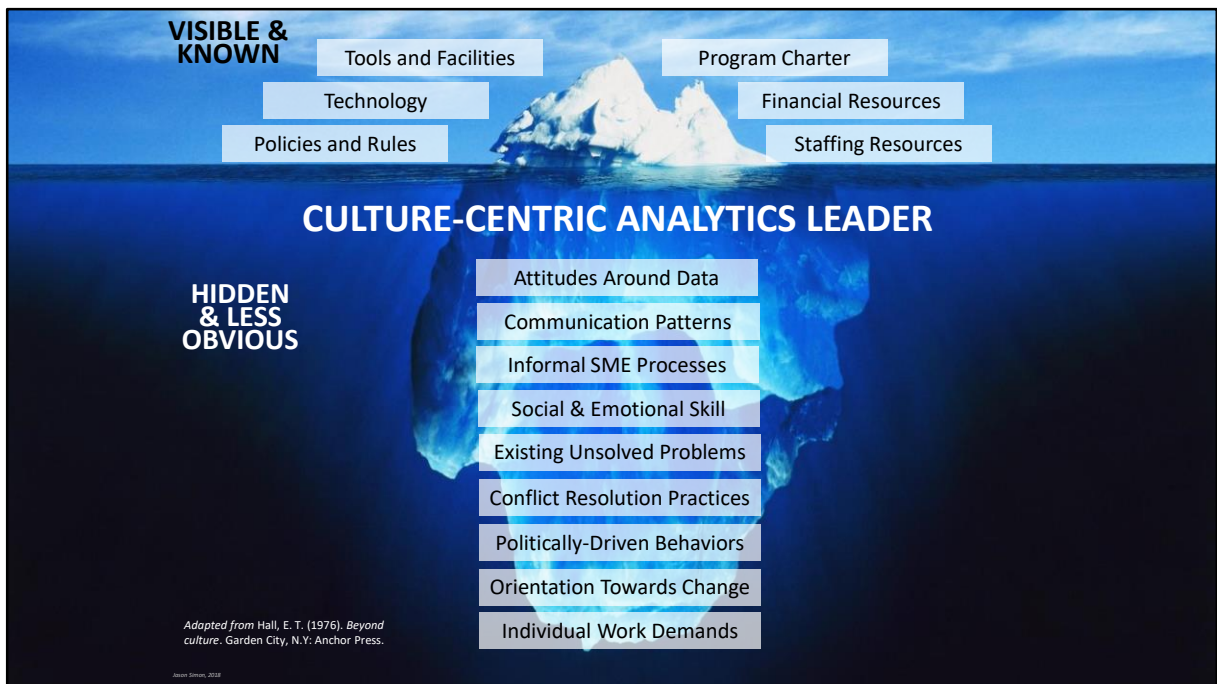 VISIBLE &
KNOWN
Tools and Facilities
Program Charter
Technology
Financial Resources
Policies and Rules
Staffing Resources
CULTURE-CENTRIC ANALYTICS LEADER
HIDDEN
& LESS
OBVIOUS
Attitudes Around Data
Communication Patterns
Informal SME Processes
Social & Emotional Skill
Existing Unsolved Problems
Conflict Resolution Practices
Politically-Driven Behaviors
Orientation Towards Change
Individual Work Demands
Adapted from Hall, E. T. (1976). Beyond
culture. Garden City, N.Y: Anchor Press.
Jason Simon, 2018